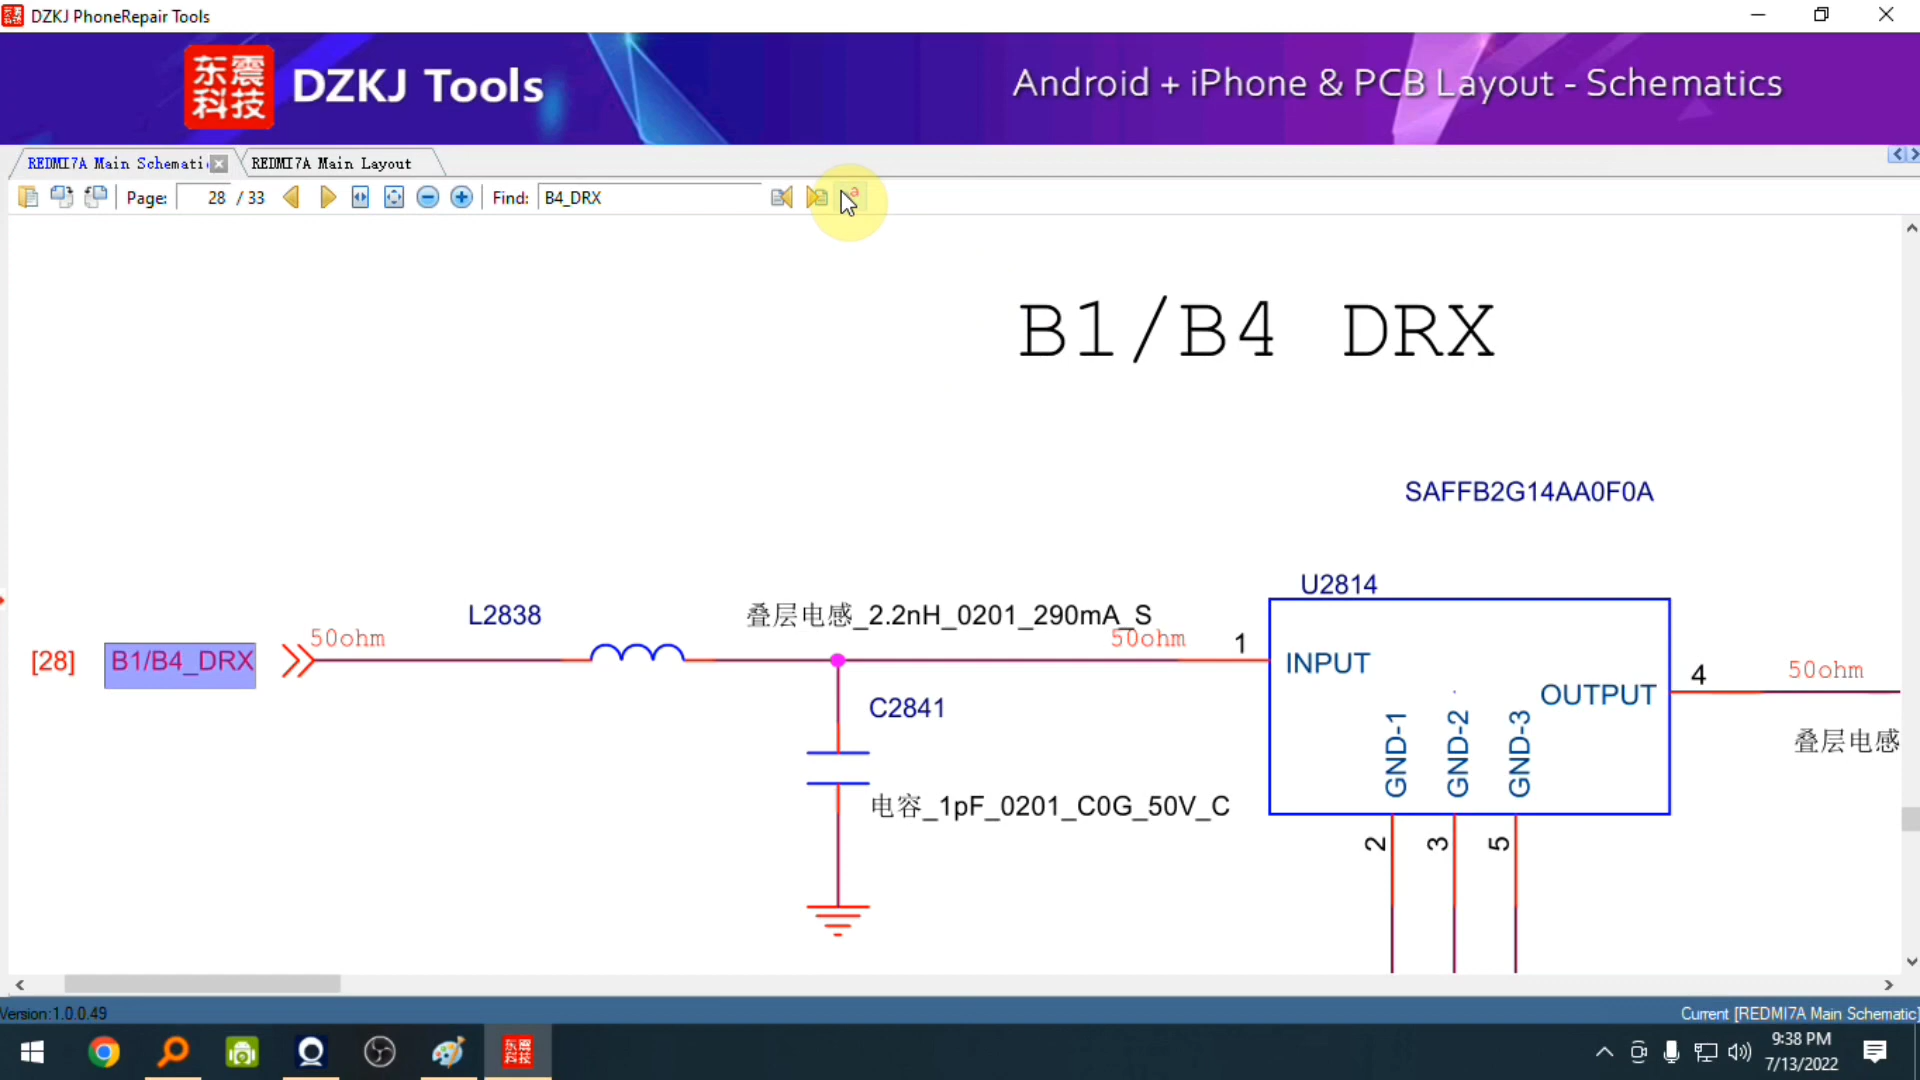 DZKJ PhoneRepair Tools
东震
科技
DZKJ Tools
Android + iPhone & PCB Layout - Schematics
REDMI7A Main Schemati
REDMI7A Main Layout
Page: 28 / 33
Find: B4_DRX
B1/B4 DRX
SAFFB2G14AA0F0A
U2814
L2838
叠层电感_2.2nH_0201_290mA_S
50ohm
50ohm
1
[28]
B1/B4_DRX
INPUT
4
50ohm
OUTPUT
C2841
GND-1
GND-2
GND-3
叠层电感
电容_1pF_0201_C0G_50V_C
2
3
5
Version:1.0.0.49
Current [REDMI7A Main Schematic]
东震
科技
9:38 PM
7/13/2022